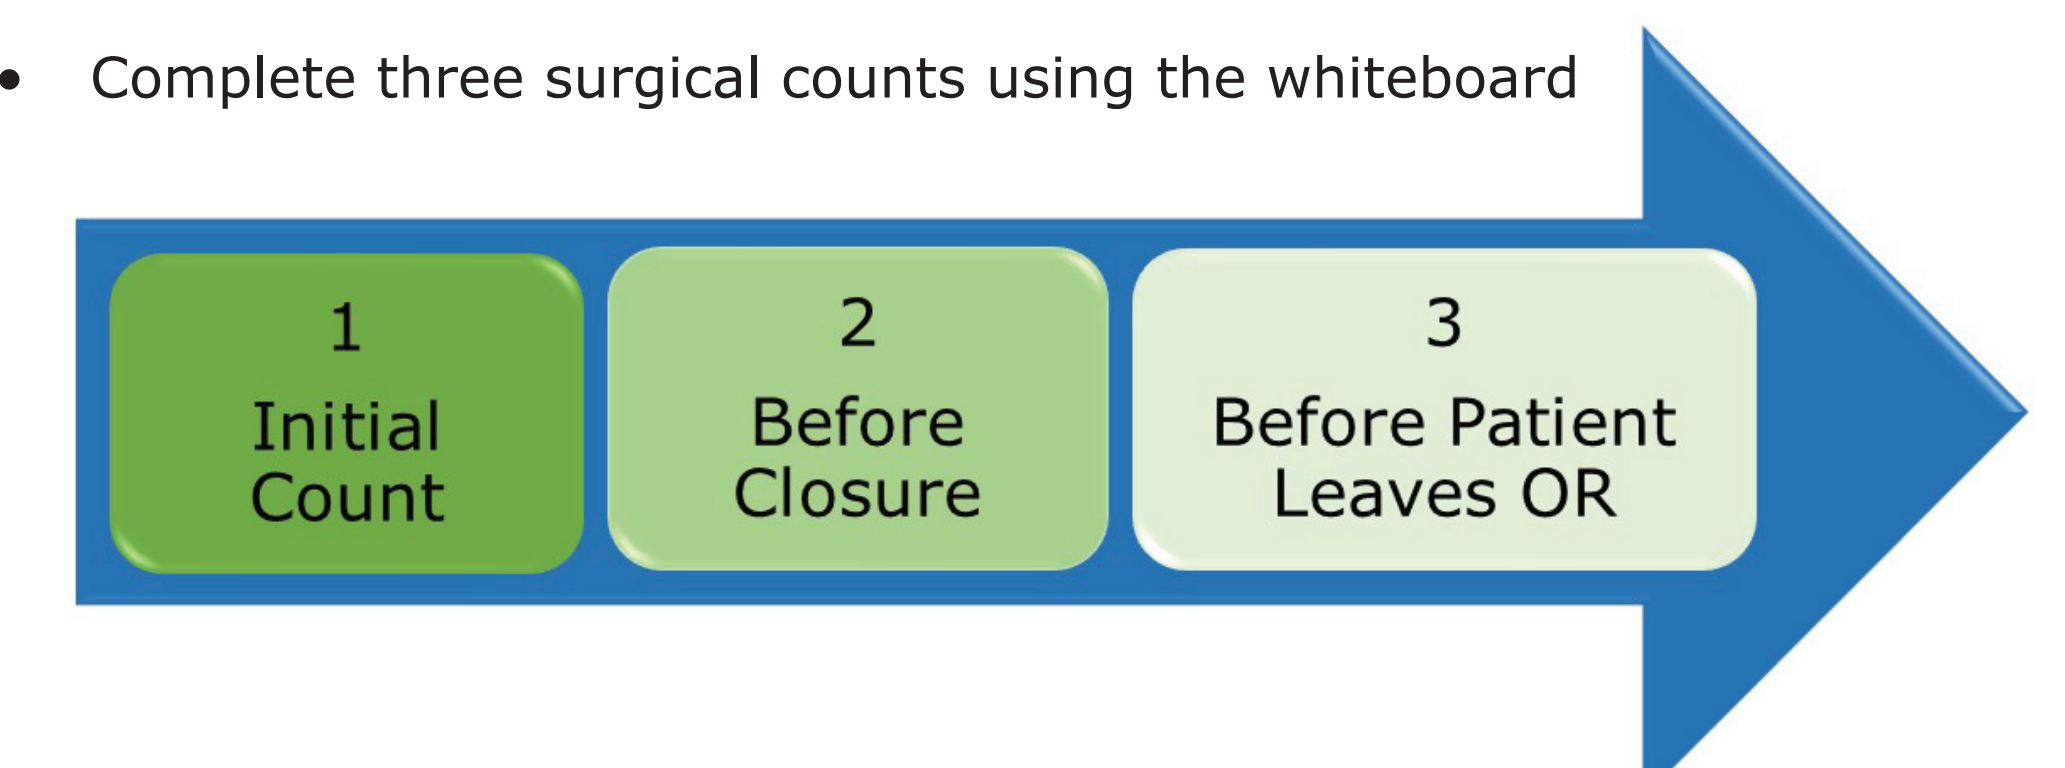 • Complete three surgical counts using the whiteboard
1
Initial
Count
2
Before
Closure
3
Before Patient
Leaves OR